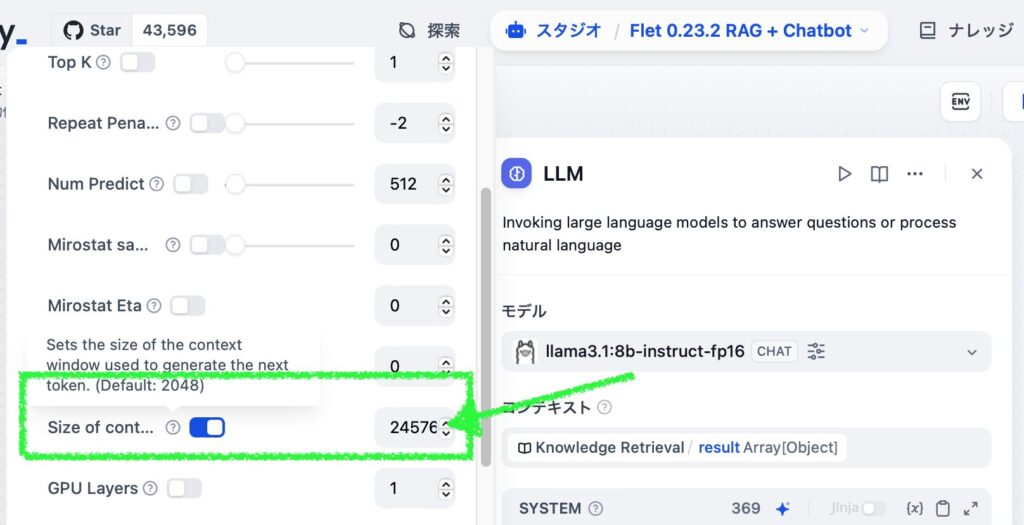 y_
Star 43,596
探索
スタジオ / Flet 0.23.2 RAG + Chatbot
ナレッジ
Top K 1
Repeat Pena... -2
Num Predict 512
Mirostat sa... 0
Mirostat Eta 0
Sets the size of the context
window used to generate the next
token. (Default: 2048)
0
Size of cont... 24576
GPU Layers 1
ENV
LLM
Invoking large language models to answer questions or process
natural language
モデル
llama3.1:8b-instruct-fp16 CHAT
コンテキスト
Knowledge Retrieval / result Array[Object]
SYSTEM 369 Jinja {x}